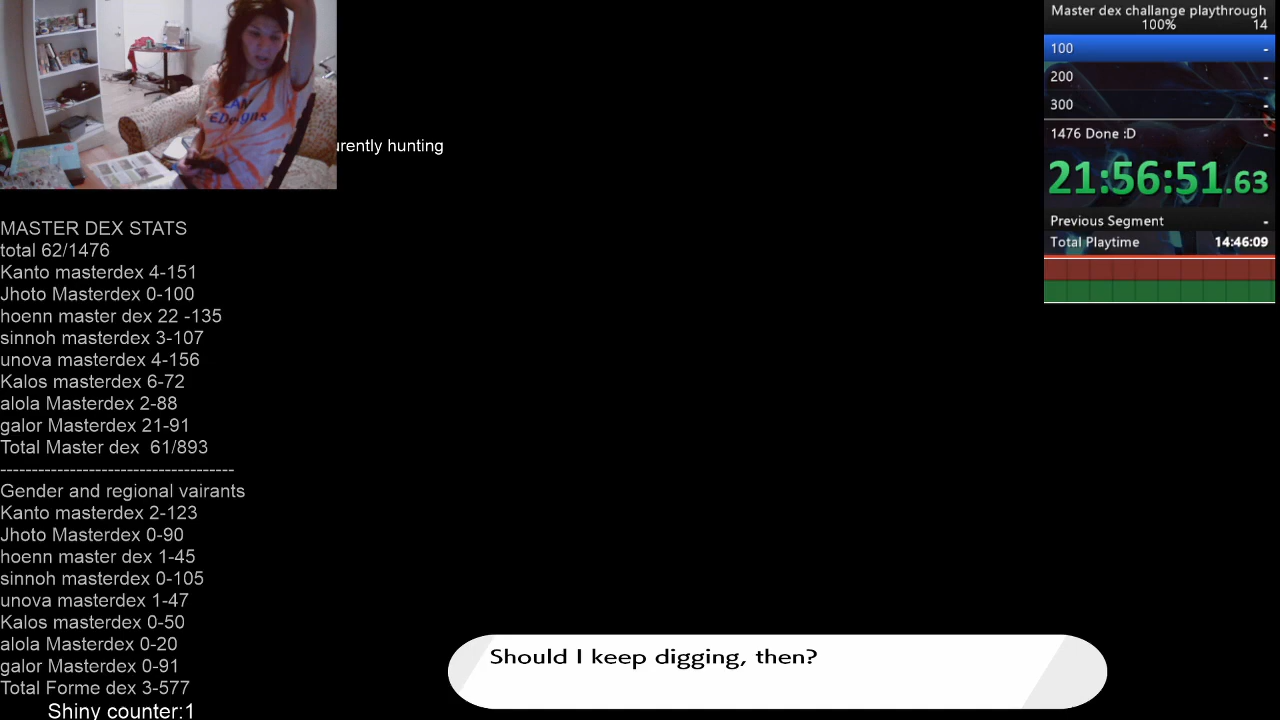 urently hunting
MASTER DEX STATS
total 62/1476
Kanto masterdex 4-151
Jhoto Masterdex 0-100
hoenn master dex 22 -135
sinnoh masterdex 3-107
unova masterdex 4-156
Kalos masterdex 6-72
alola Masterdex 2-88
galor Masterdex 21-91
Total Master dex  61/893
------------------------------------
Gender and regional vairants
Kanto masterdex 2-123
Jhoto Masterdex 0-90
hoenn master dex 1-45
sinnoh masterdex 0-105
unova masterdex 1-47
Kalos masterdex 0-50
alola Masterdex 0-20
galor Masterdex 0-91
Total Forme dex 3-577
Shiny counter:1
Should I keep digging, then?
Master dex challange playthrough
100% 14
100 -
200 -
300 -
1476 Done :D -
21:56:51.63
Previous Segment -
Total Playtime 14:46:09